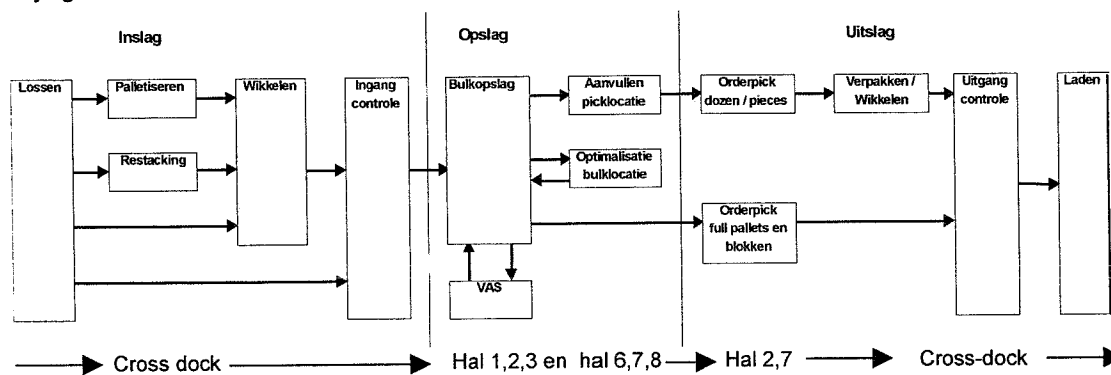 Inslag
Opslag
Uitslag
Lossen
Palletiseren
Wikkelen
Ingang
controle
Bulkopslag
Aanvullen
picklocatie
Orderpick
dozen / pieces
Verpakken /
Wikkelen
Uitgang
controle
Laden
Restacking
Optimalisatie
bulklocatie
Orderpick
full pallets en
blokken
VAS
Cross dock
Hal 1,2,3 en hal 6,7,8
Hal 2,7
Cross-dock